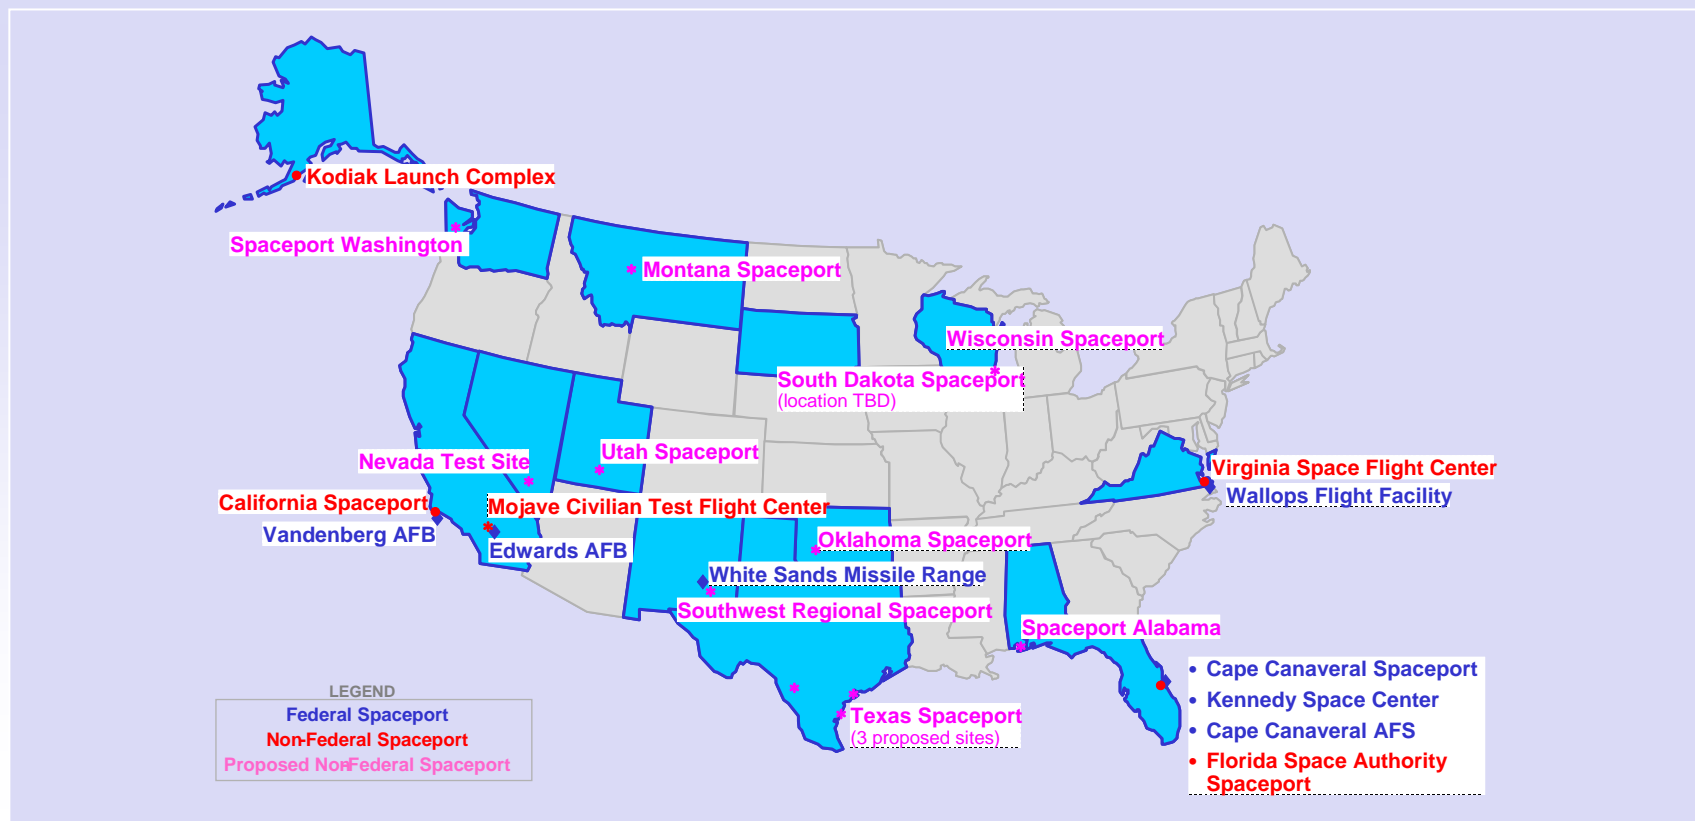 Kodiak Launch Complex
Spaceport Washington
Montana Spaceport
Wisconsin Spaceport
South Dakota Spaceport
(location TBD)
Utah Spaceport
Nevada Test Site
California Spaceport
Mojave Civilian Test Flight Center
Vandenberg AFB
Edwards AFB
Virginia Space Flight Center
Wallops Flight Facility
Oklahoma Spaceport
White Sands Missile Range
Southwest Regional Spaceport
Spaceport Alabama
Texas Spaceport
(3 proposed sites)
• Cape Canaveral Spaceport
• Kennedy Space Center
• Cape Canaveral AFS
• Florida Space Authority
Spaceport
LEGEND
Federal Spaceport
Non-Federal Spaceport
Proposed Non-Federal Spaceport